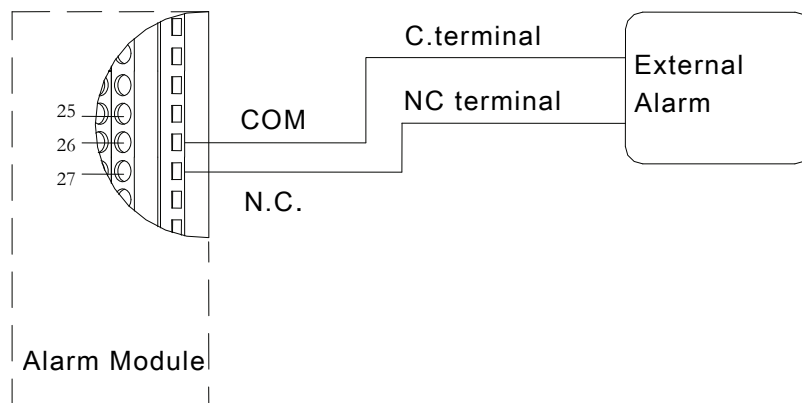 C.terminal
External
Alarm
NC terminal
25
COM
26
27
N.C.
Alarm Module